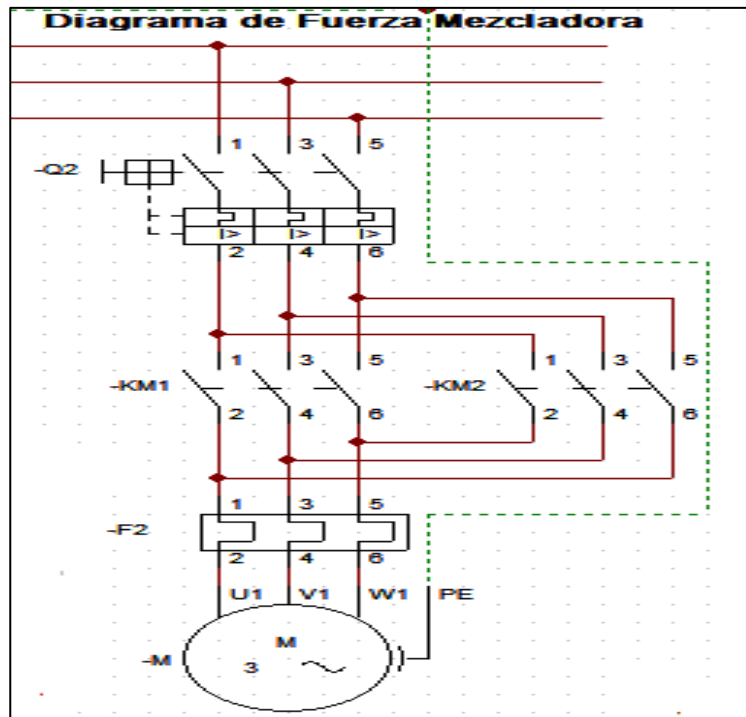 Diagrama de Fuerza Mezcladora
1 3 5
-Q2
I> I> I>
2 4 6
1 3 5 1 3 5
-KM1 -KM2
2 4 6 2 4 6
1 3 5
-F2
2 4 6
U1 V1 W1 PE
M
-M
3